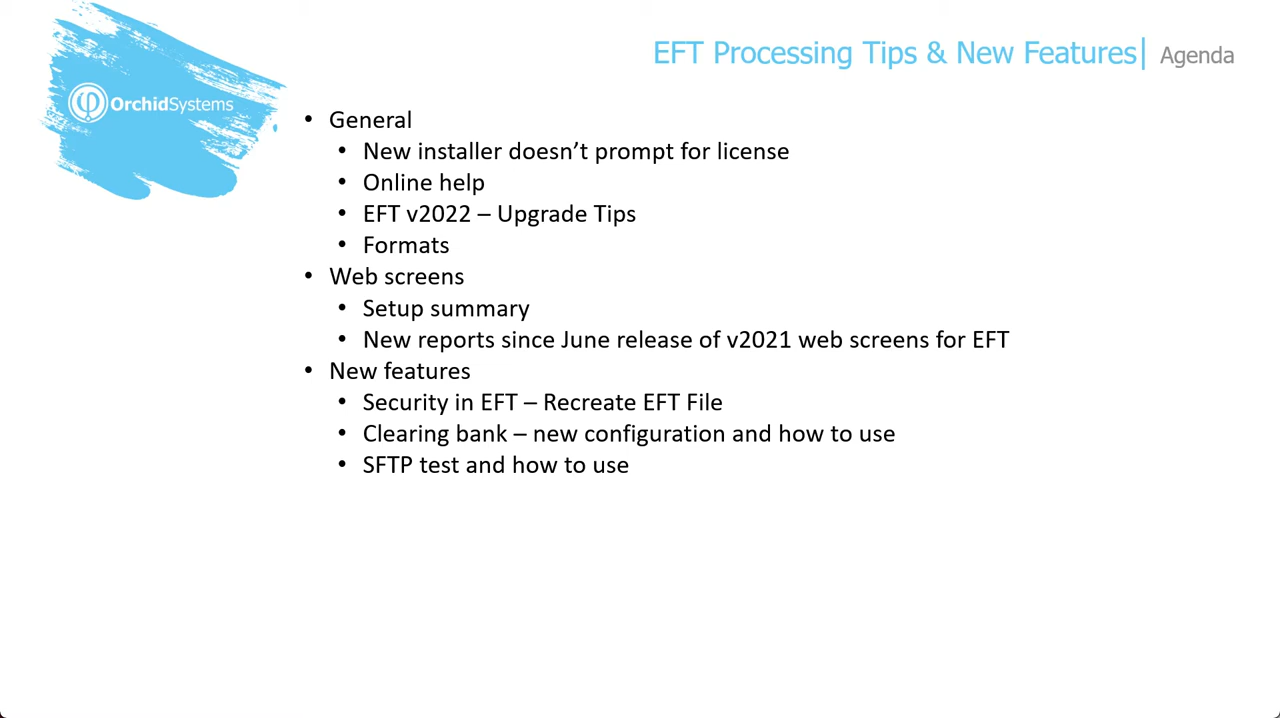 EFT Processing Tips & New Features| Agenda
OrchidSystems
• General
• New installer doesn’t prompt for license
• Online help
• EFT v2022 – Upgrade Tips
• Formats
• Web screens
• Setup summary
• New reports since June release of v2021 web screens for EFT
• New features
• Security in EFT – Recreate EFT File
• Clearing bank – new configuration and how to use
• SFTP test and how to use